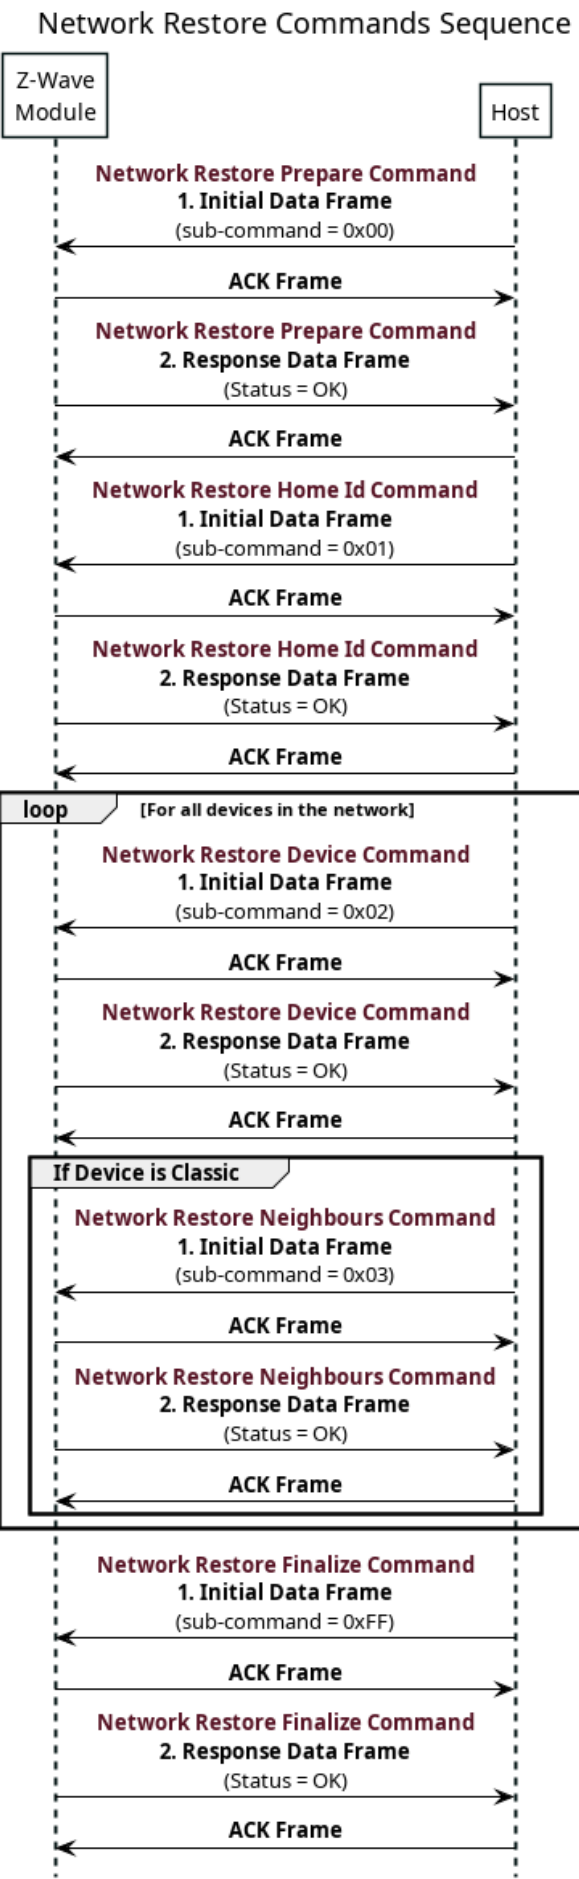 Network Restore Commands Sequence
Z-Wave
Module
Host
Network Restore Prepare Command
1. Initial Data Frame
(sub-command = 0x00)
ACK Frame
Network Restore Prepare Command
2. Response Data Frame
(Status = OK)
ACK Frame
Network Restore Home Id Command
1. Initial Data Frame
(sub-command = 0x01)
ACK Frame
Network Restore Home Id Command
2. Response Data Frame
(Status = OK)
ACK Frame
loop [For all devices in the network]
Network Restore Device Command
1. Initial Data Frame
(sub-command = 0x02)
ACK Frame
Network Restore Device Command
2. Response Data Frame
(Status = OK)
ACK Frame
If Device is Classic
Network Restore Neighbours Command
1. Initial Data Frame
(sub-command = 0x03)
ACK Frame
Network Restore Neighbours Command
2. Response Data Frame
(Status = OK)
ACK Frame
Network Restore Finalize Command
1. Initial Data Frame
(sub-command = 0xFF)
ACK Frame
Network Restore Finalize Command
2. Response Data Frame
(Status = OK)
ACK Frame